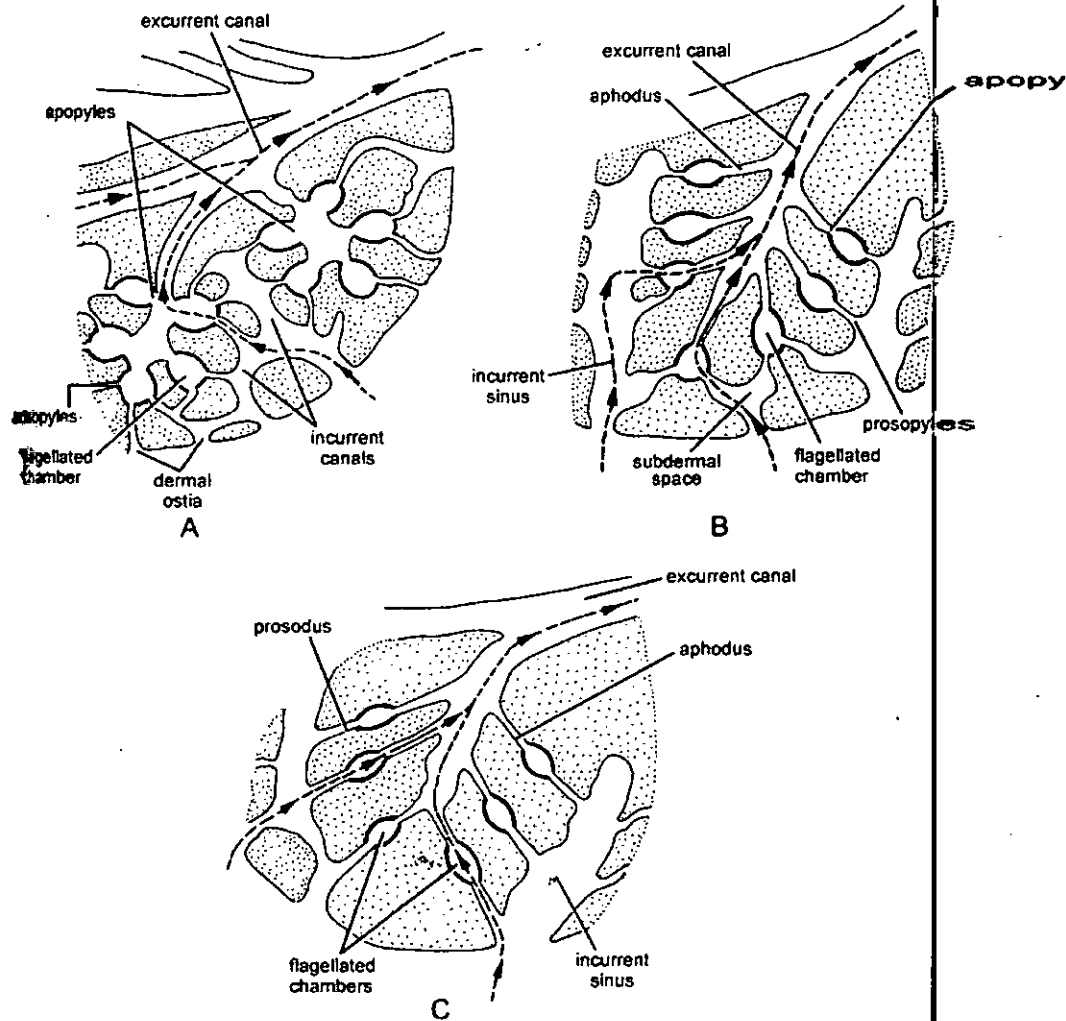 excurrent canal
apopyles
incurrent
canals
chamber
dermal
ostia
A
excurrent canal
aphodus
apopy
incurrent
sinus
prosopyles
subdermal
space
flagellated
chamber
B
excurrent canal
prosodus
aphodus
flagellated
chambers
incurrent
sinus
C